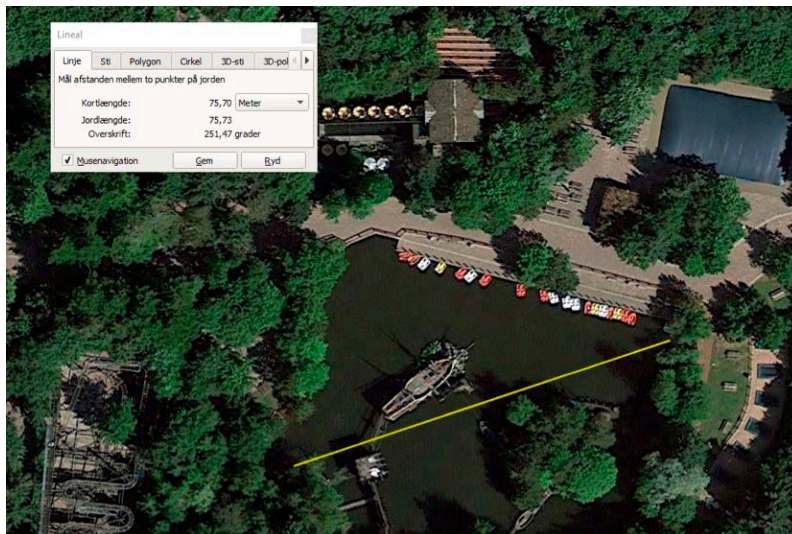 Lineal
Linje Sti Polygon Cirkel 3D-sti 3D-pol
Mål afstanden mellem to punkter på jorden
Kortlængde: 75,70 Meter
Jordlængde: 75,73
Overskrift: 251,47 grader
Musenavigation Gem Ryd